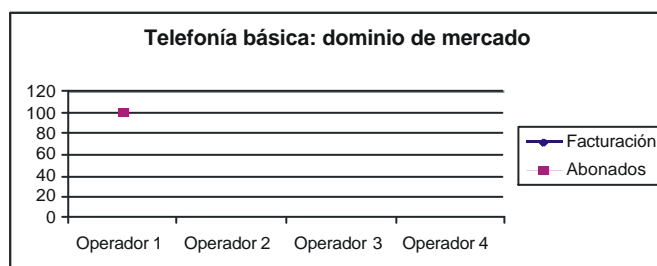 Telefonía básica: dominio de mercado
120
100
80
60
40
20
0
Operador 1 Operador 2 Operador 3 Operador 4
Facturación
Abonados